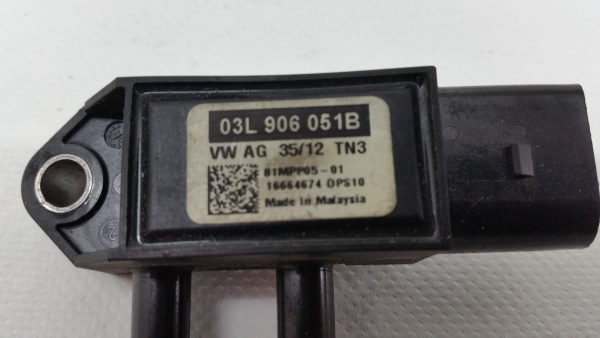 03L 906 051B
VW AG 35/12 TN3
81MPP05-01
16664674 DPS10
Made In Malaysia